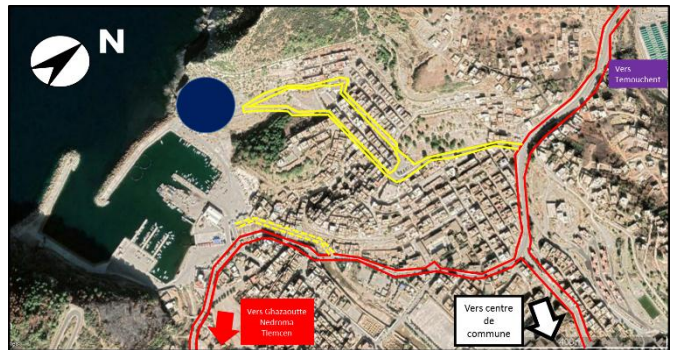 N
Vers
Temouchent
Vers Ghazaoutte
Nedroma
Tlemcen
Vers centre
de
commune